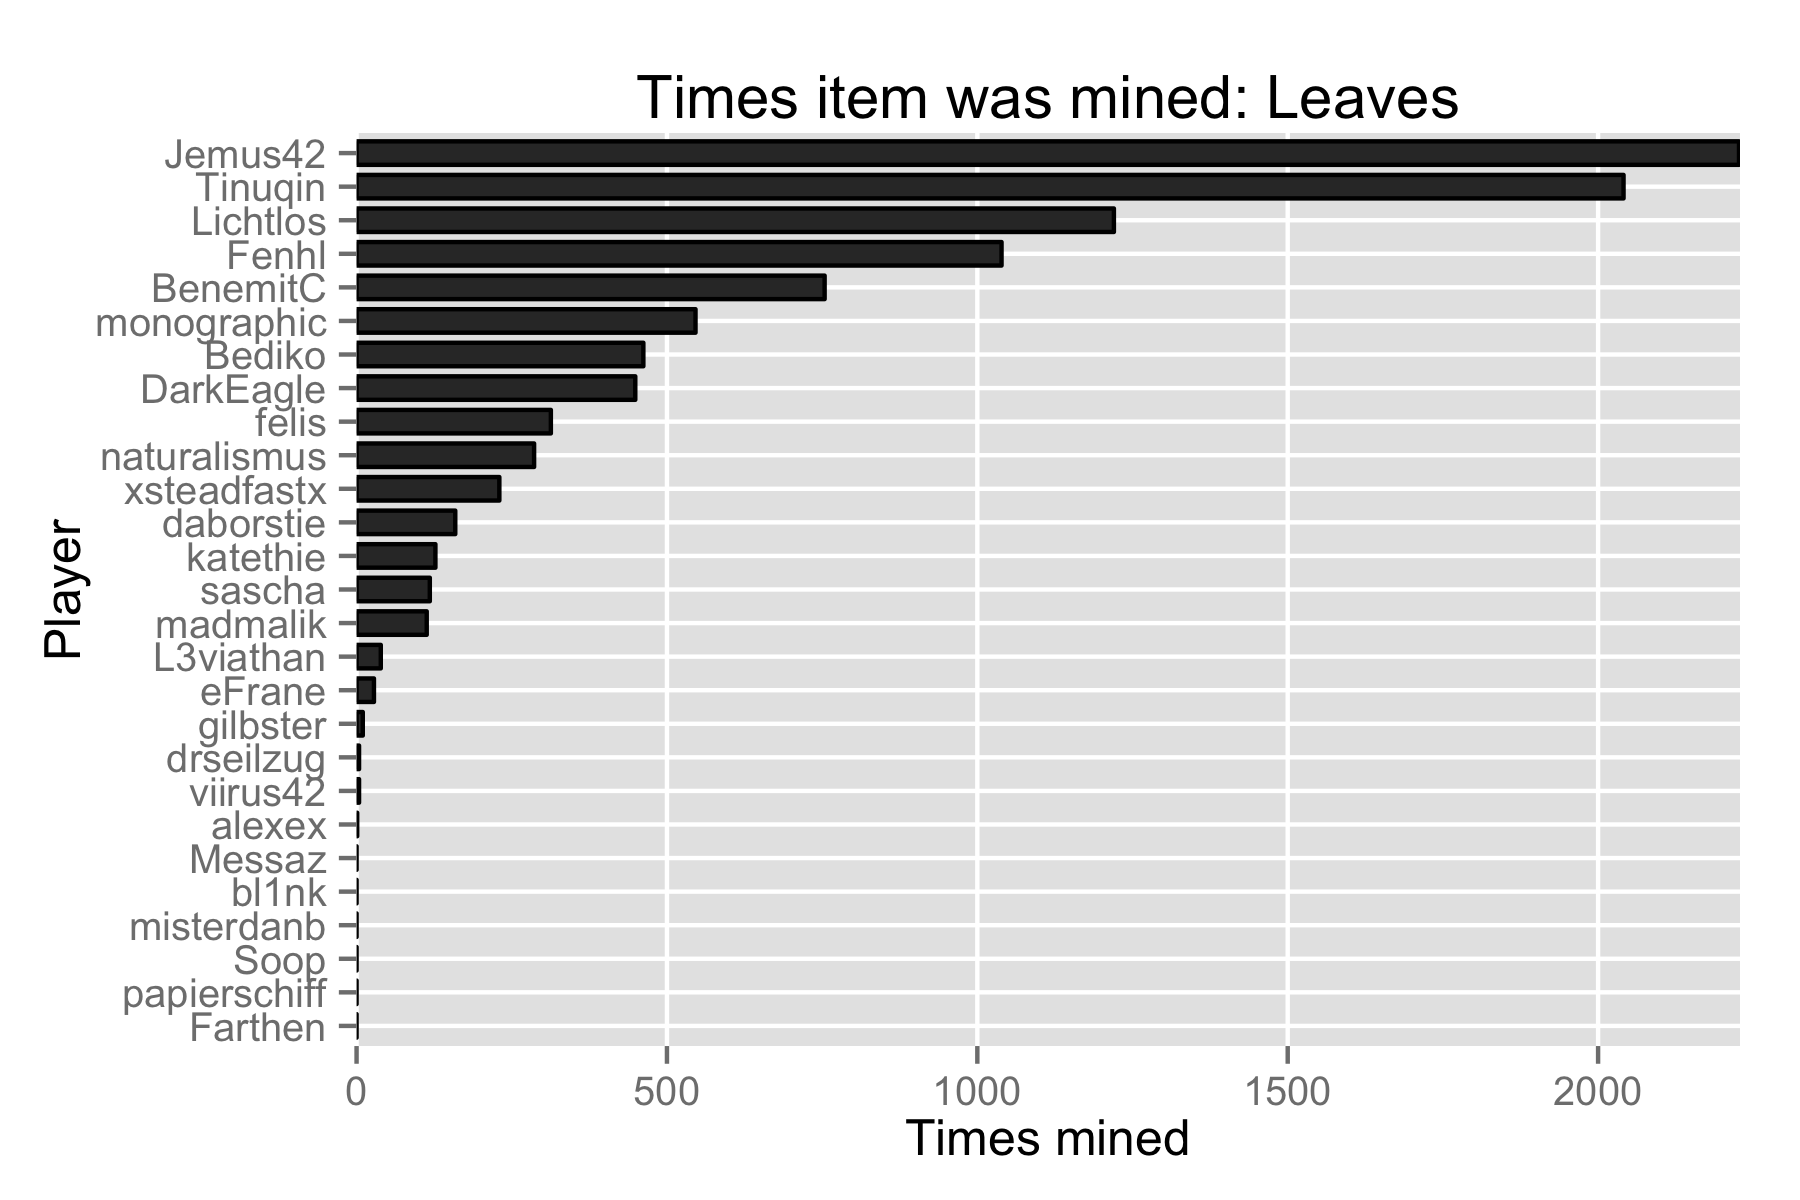 Times item was mined: Leaves
Jemus42
Tinuqin
Lichtlos
Fenhl
BenemitC
monographic
Bediko
DarkEagle
felis
naturalismus
xsteadfastx
daborstie
katethie
sascha
madmalik
L3viathan
eFrane
gilbster
drseilzug
viirus42
alexex
Messaz
bl1nk
misterdanb
Soop
papierschiff
Farthen
Player
0 500 1000 1500 2000
Times mined